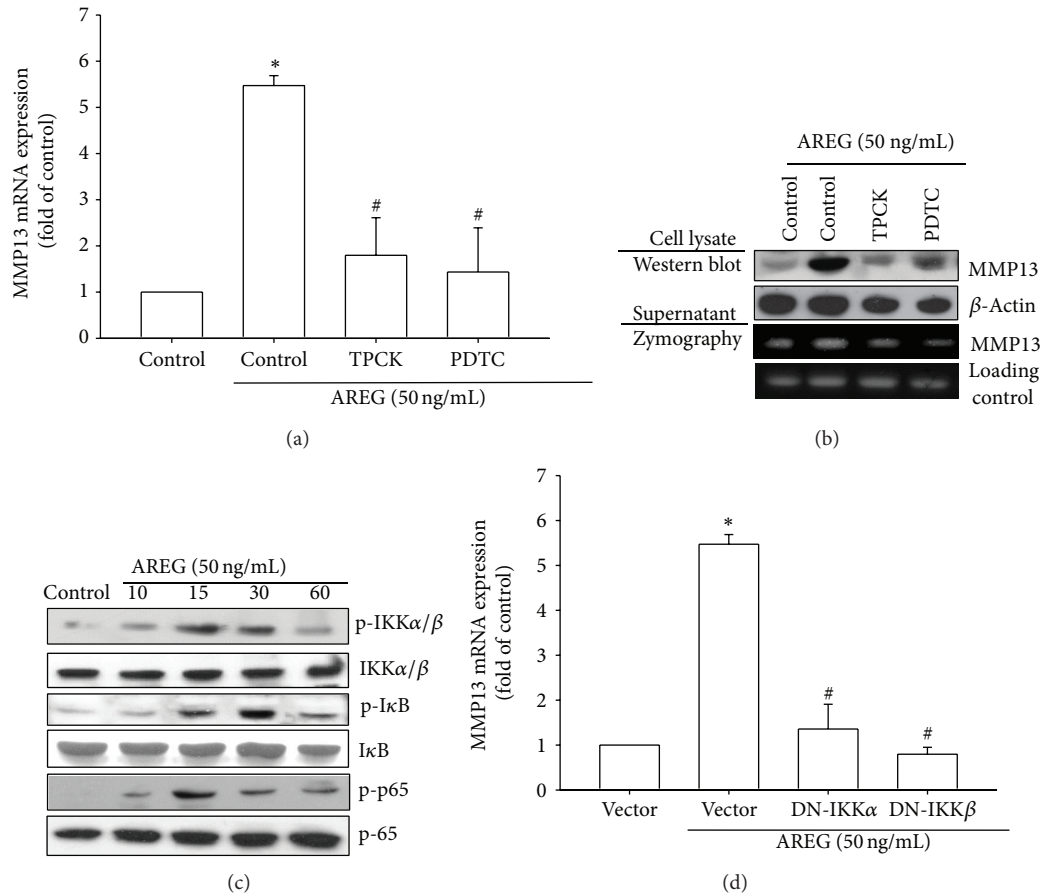 MMP13 mRNA expression
(fold of control)
7
6
5
4
3
2
1
0
*
#
#
Control
Control
TPCK
PDTC
AREG (50 ng/mL)
(a)
AREG (50 ng/mL)
Control
Control
TPCK
PDTC
Cell lysate
Western blot
MMP13
β-Actin
Supernatant
Zymography
MMP13
Loading
control
(b)
AREG (50 ng/mL)
Control
10
15
30
60
p-IKKα/β
IKKα/β
p-IκB
IκB
p-p65
p-65
(c)
MMP13 mRNA expression
(fold of control)
7
6
5
4
3
2
1
0
*
#
#
Vector
Vector
DN-IKKα
DN-IKKβ
AREG (50 ng/mL)
(d)